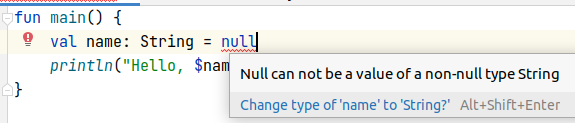 fun main() {
val name: String = null
println("Hello, $nam
}
Null can not be a value of a non-null type String
Change type of 'name' to 'String?' Alt+Shift+Enter